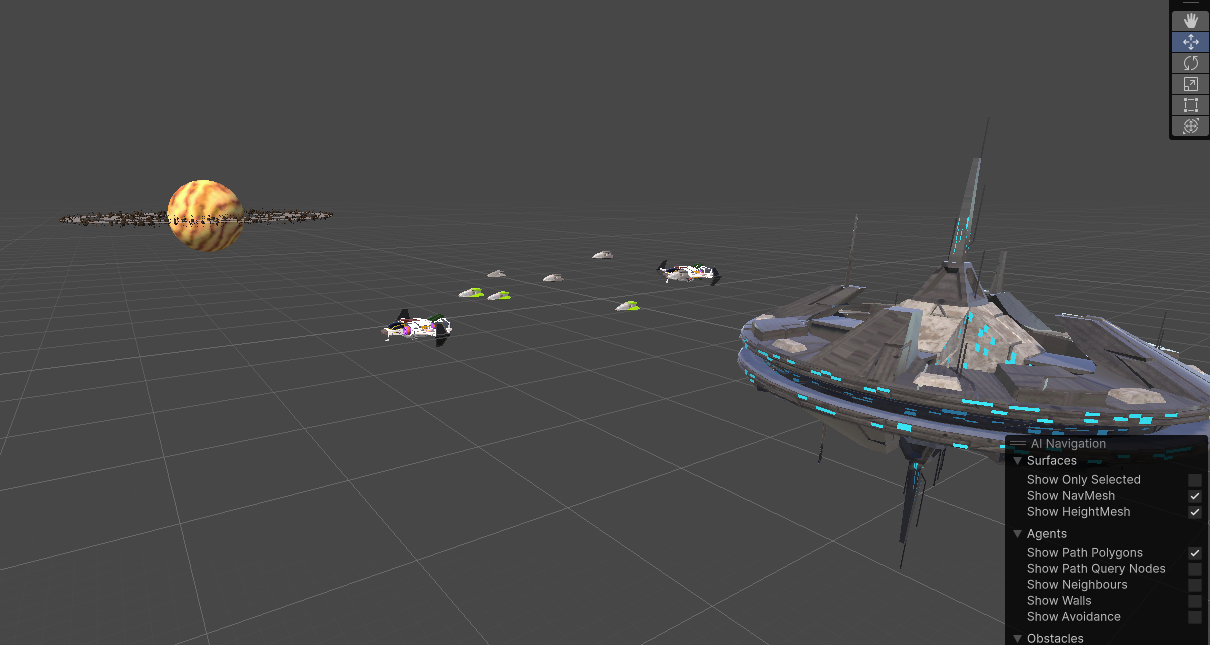 AI Navigation
Surfaces
Show Only Selected
Show NavMesh
Show HeightMesh
Agents
Show Path Polygons
Show Path Query Nodes
Show Neighbours
Show Walls
Show Avoidance
Obstacles